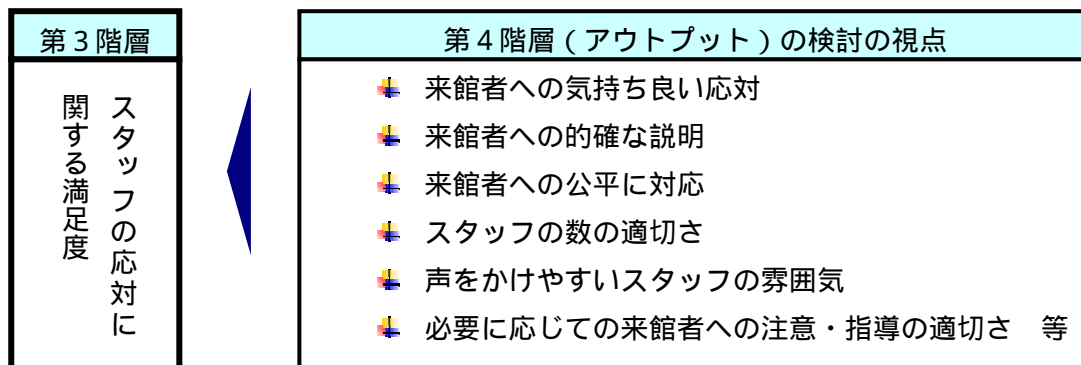 第３階層
スタッフの応対に
関する満足度
第４階層（アウトプット）の検討の視点
来館者への気持ち良い応対
来館者への的確な説明
来館者への公平に対応
スタッフの数の適切さ
声をかけやすいスタッフの雰囲気
必要に応じての来館者への注意・指導の適切さ　等